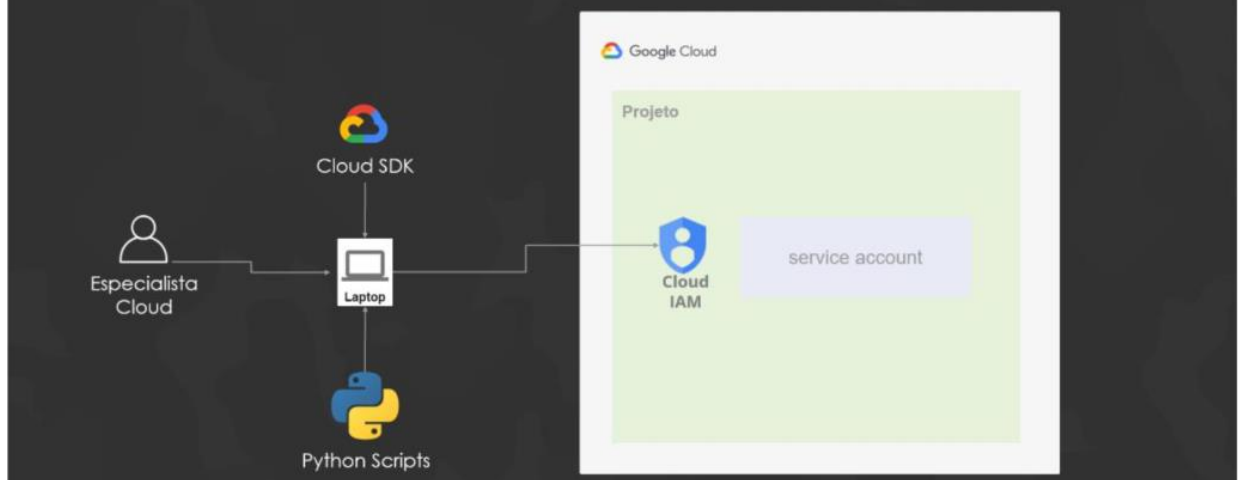 Google Cloud
Projeto
Cloud SDK
Especialista
Cloud
Laptop
Cloud
IAM
service account
Python Scripts